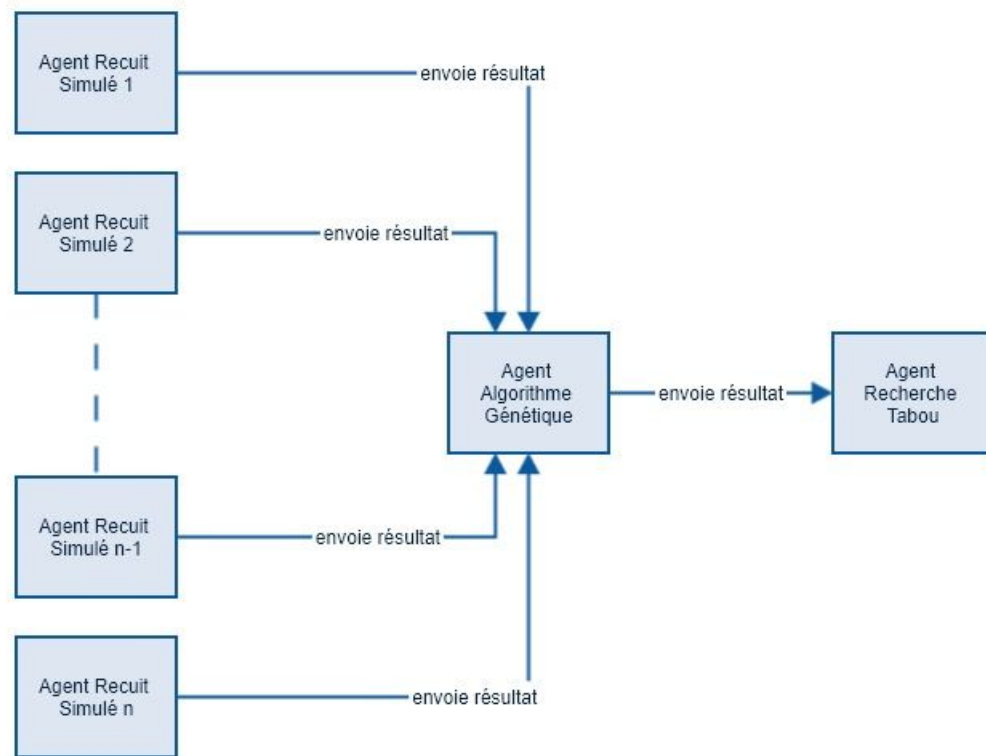 Agent Recuit
Simulé 1
envoie résultat
Agent Recuit
Simulé 2
envoie résultat
Agent
Algorithme
Génétique
envoie résultat
Agent
Recherche
Tabou
Agent Recuit
Simulé n-1
envoie résultat
Agent Recuit
Simulé n
envoie résultat